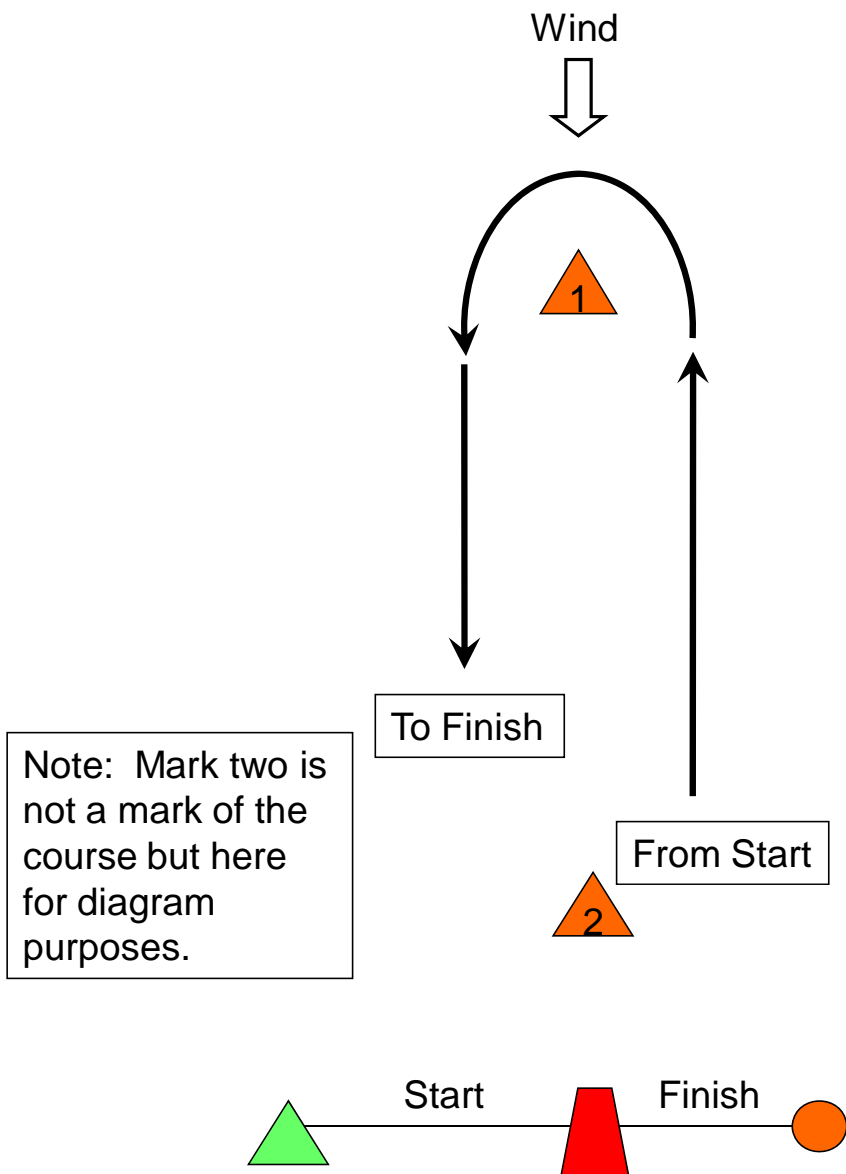 Wind
1
To Finish
Note:  Mark two is
not a mark of the
course but here
for diagram
purposes.
From Start
2
Start
Finish